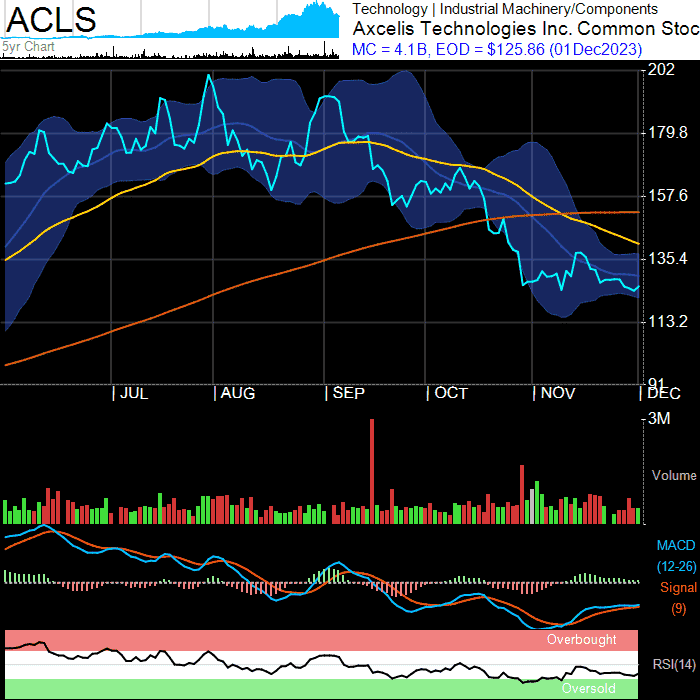 ACLS
5yr Chart
Technology | Industrial Machinery/Components
Axcelis Technologies Inc. Common Stoc
MC = 4.1B, EOD = $125.86 (01Dec2023)
202
179.8
157.6
135.4
113.2
91
JUL AUG SEP OCT NOV DEC
3M
Volume
MACD
(12-26)
Signal
(9)
Overbought
RSI(14)
Oversold